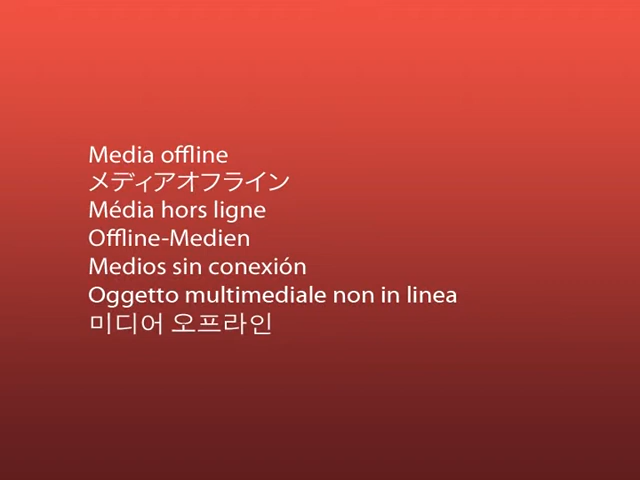 Media offline
メディアオフライン
Média hors ligne
Offline-Medien
Medios sin conexión
Oggetto multimediale non in linea
미디어 오프라인